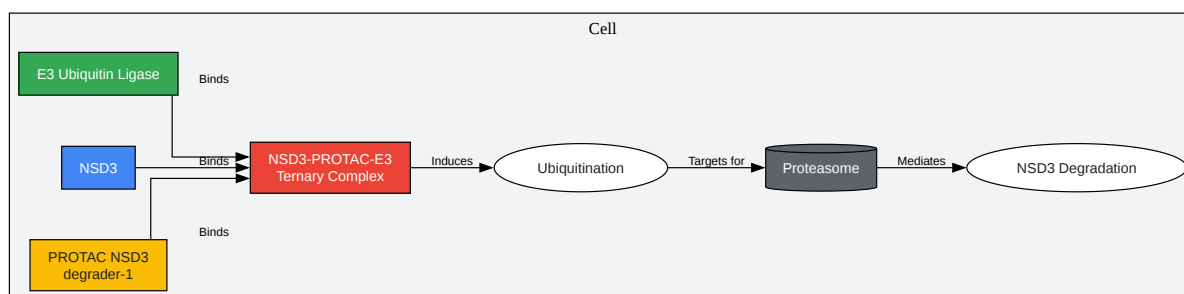 Cell
E3 Ubiquitin Ligase
Binds
NSD3
Binds
NSD3-PROTAC-E3
Ternary Complex
Induces
Ubiquitination
Targets for
Proteasome
Mediates
NSD3 Degradation
Binds
PROTAC NSD3
degrader-1